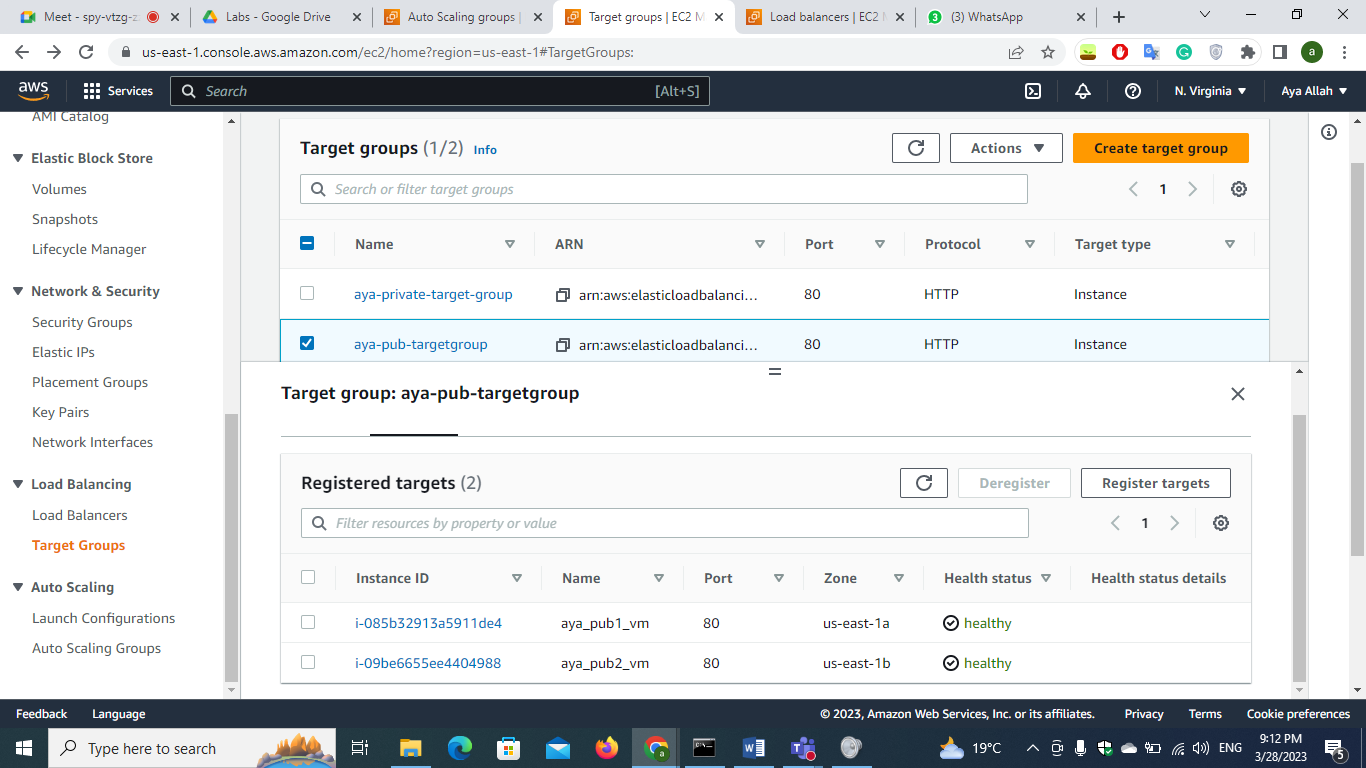 Meet - spy-vtzg-z
Labs - Google Drive
Auto Scaling groups |
Target groups | EC2 M
Load balancers | EC2 M
3
(3) WhatsApp
us-east-1.console.aws.amazon.com/ec2/home?region=us-east-1#TargetGroups:
a
aws
Services
Search
[Alt+S]
N. Virginia
Aya Allah
AMI Catalog
Elastic Block Store
Volumes
Snapshots
Lifecycle Manager
Network & Security
Security Groups
Elastic IPs
Placement Groups
Key Pairs
Network Interfaces
Load Balancing
Load Balancers
Target Groups
Auto Scaling
Launch Configurations
Auto Scaling Groups
Target groups (1/2) Info
Actions
Create target group
Search or filter target groups
1
Name ARN Port Protocol Target type
aya-private-target-group arn:aws:elasticloadbalanci... 80 HTTP Instance
aya-pub-targetgroup arn:aws:elasticloadbalanci... 80 HTTP Instance
Target group: aya-pub-targetgroup
Registered targets (2)
Deregister
Register targets
Filter resources by property or value
1
Instance ID Name Port Zone Health status Health status details
i-085b32913a5911de4 aya_pub1_vm 80 us-east-1a healthy
i-09be6655ee4404988 aya_pub2_vm 80 us-east-1b healthy
Feedback Language © 2023, Amazon Web Services, Inc. or its affiliates. Privacy Terms Cookie preferences
Type here to search
19°C
ENG
9:12 PM
3/28/2023
5